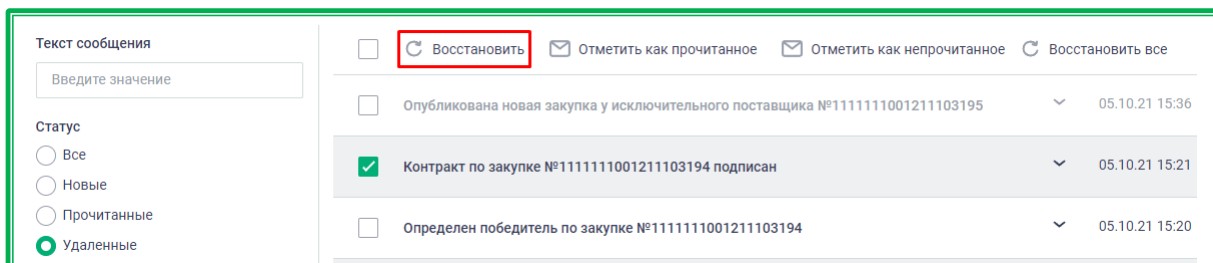 Текст сообщения
Введите значение
Статус
Все
Новые
Прочитанные
Удаленные
Восстановить Отметить как прочитанное Отметить как непрочитанное Восстановить все
Опубликована новая закупка у исключительного поставщика №1111111001211103195 05.10.21 15:36
Контракт по закупке №1111111001211103194 подписан 05.10.21 15:21
Определен победитель по закупке №1111111001211103194 05.10.21 15:20